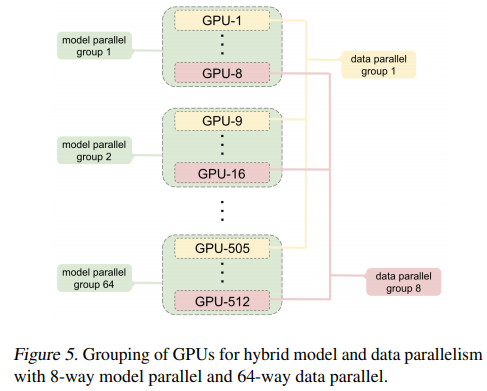 GPU-1
model parallel
group 1
GPU-8
data parallel
group 1
GPU-9
model parallel
group 2
GPU-16
GPU-505
model parallel
group 64
data parallel
group 8
GPU-512
Figure 5. Grouping of GPUs for hybrid model and data parallelism
with 8-way model parallel and 64-way data parallel.